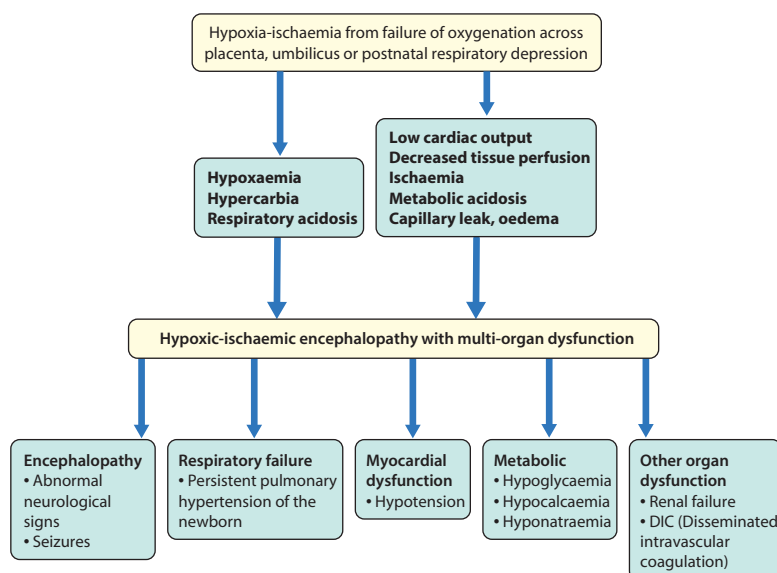 Hypoxia-ischaemia from failure of oxygenation across
placenta, umbilicus or postnatal respiratory depression
Hypoxaemia
Hypercarbia
Respiratory acidosis
Low cardiac output
Decreased tissue perfusion
Ischaemia
Metabolic acidosis
Capillary leak, oedema
Hypoxic-ischaemic encephalopathy with multi-organ dysfunction
Encephalopathy
• Abnormal
neurological
signs
• Seizures
Respiratory failure
• Persistent pulmonary
hypertension of the
newborn
Myocardial
dysfunction
• Hypotension
Metabolic
• Hypoglycaemia
• Hypocalcaemia
• Hyponatraemia
Other organ
dysfunction
• Renal failure
• DIC (Disseminated
intravascular
coagulation)